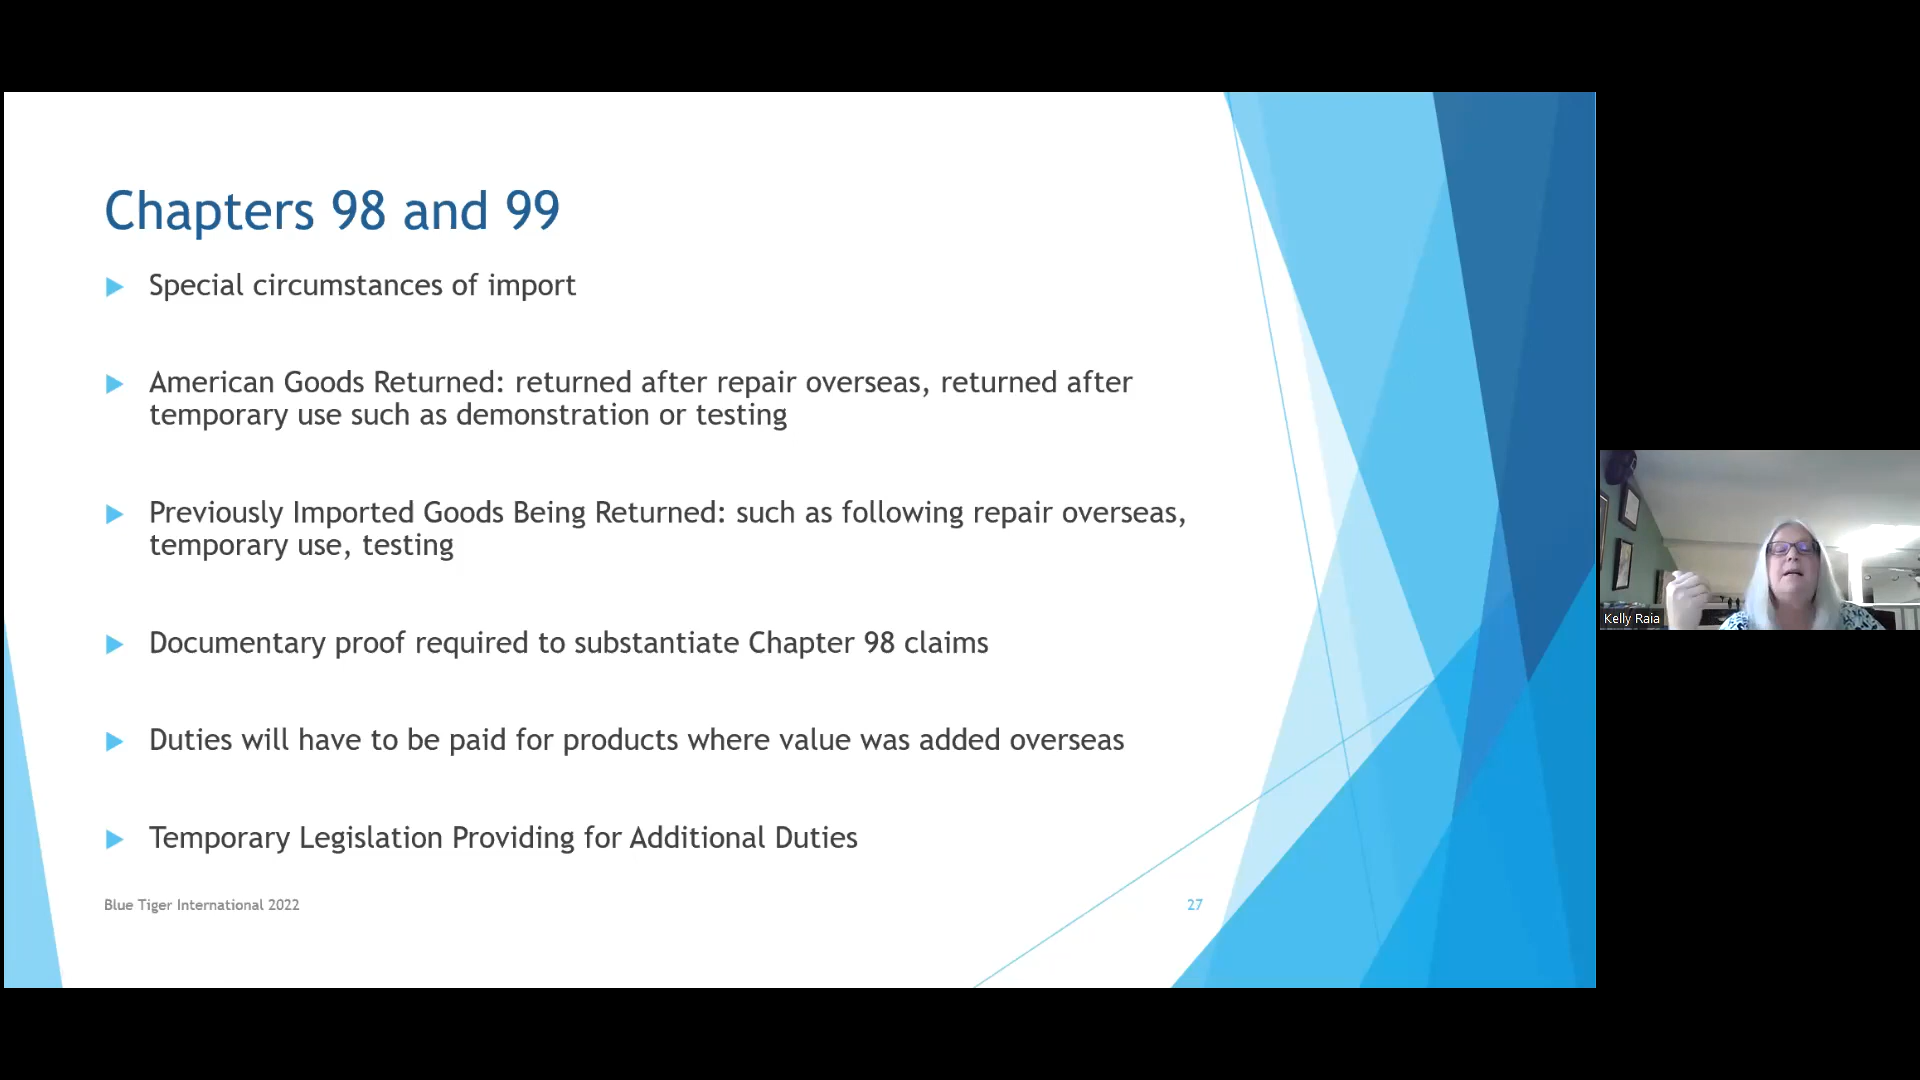 Chapters 98 and 99
Special circumstances of import
American Goods Returned: returned after repair overseas, returned after
temporary use such as demonstration or testing
Previously Imported Goods Being Returned: such as following repair overseas,
temporary use, testing
Documentary proof required to substantiate Chapter 98 claims
Duties will have to be paid for products where value was added overseas
Temporary Legislation Providing for Additional Duties
Blue Tiger International 2022
27
Kelly Raia